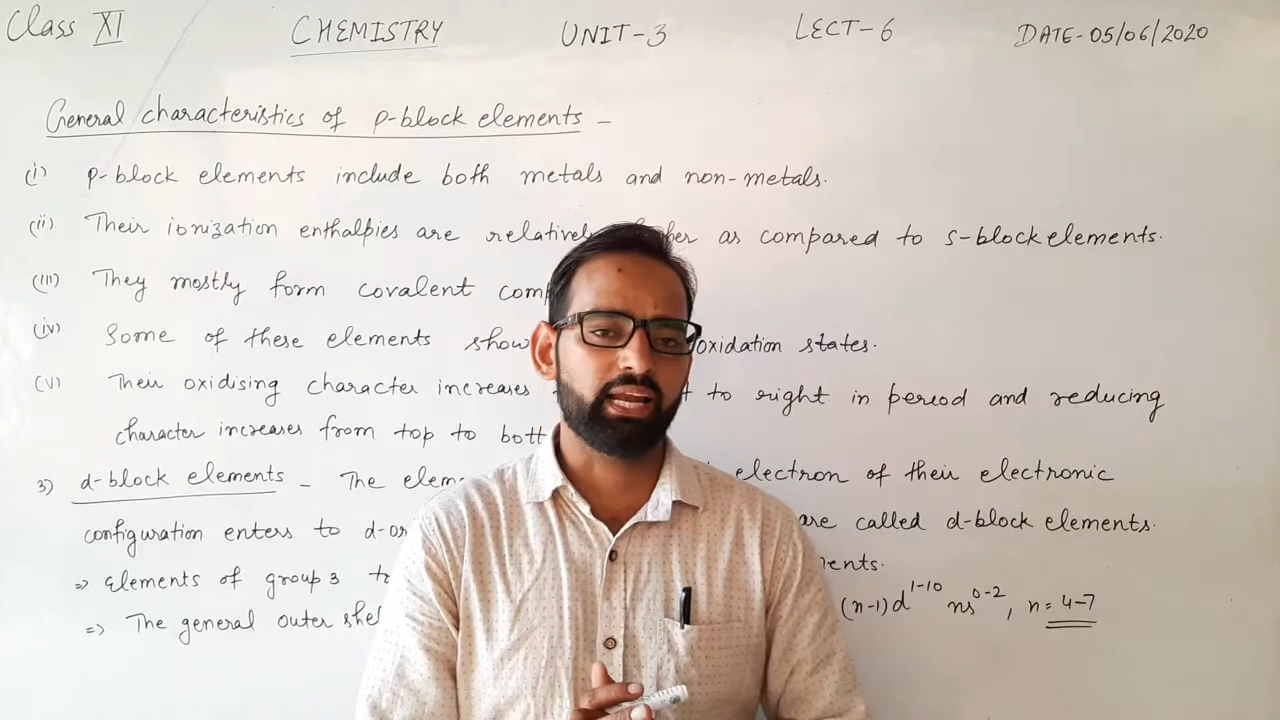 Class XI CHEMISTRY UNIT-3 LECT-6 DATE-05/06/2020
General characteristics of p-block elements -
(i) p-block elements include both metals and non-metals.
(ii) Their ionization enthalpies are relatively as compared to s-block elements.
(iii) They mostly form covalent
(iv) Some of these elements show oxidation states.
(v) Their oxidising character increases to right in period and reducing
character increases from top to
3) d-block elements - The electron of their electronic
configuration enters to are called d-block elements.
⇒ Elements of group 3
⇒ The general outer (n-1)d¹⁻¹⁰ ns⁰⁻², n = 4-7